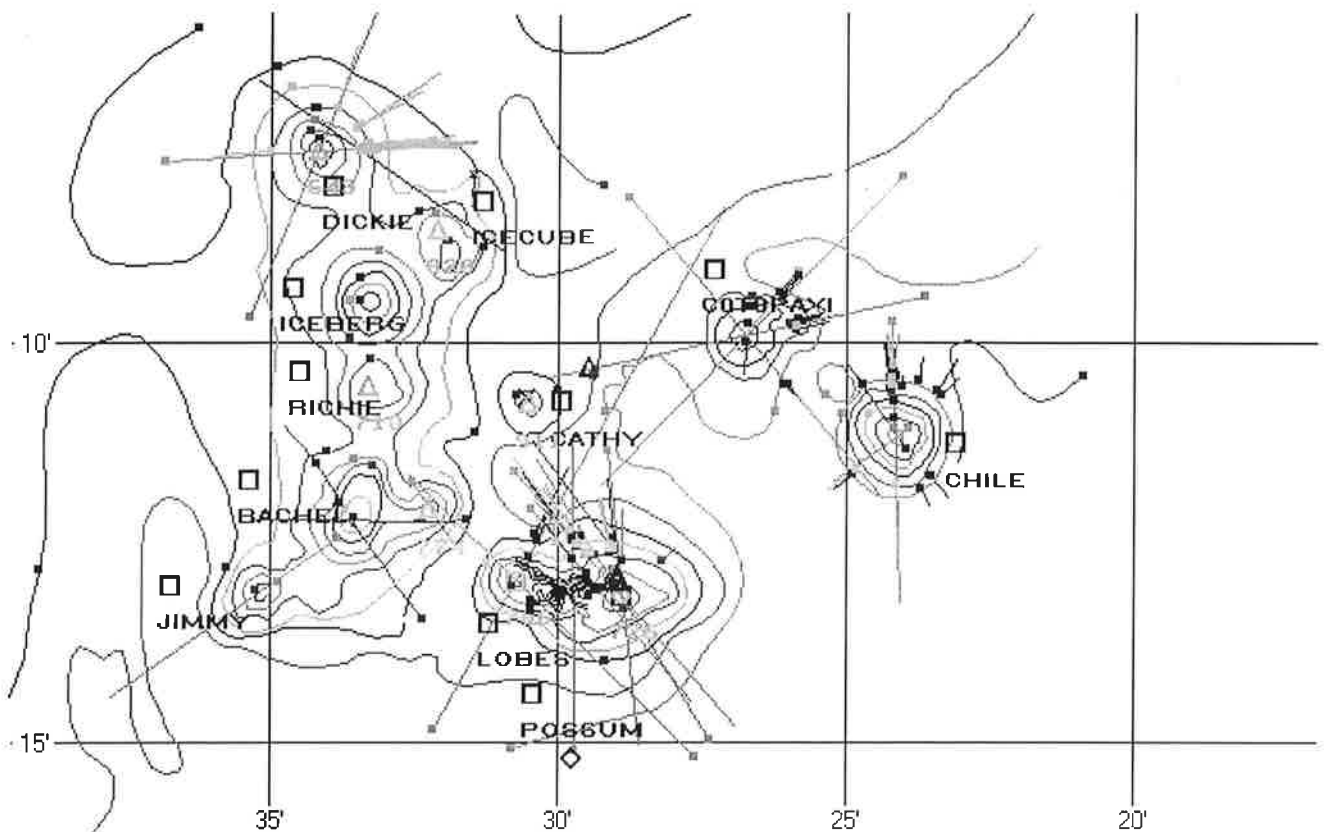 DICKIE
ICECUBE
COTOPAXI
ICEBERG
10'
RICHIE
CATHY
CHILE
BACHEL
JIMMY
LOBES
POSSUM
15'
35'
30'
25'
20'